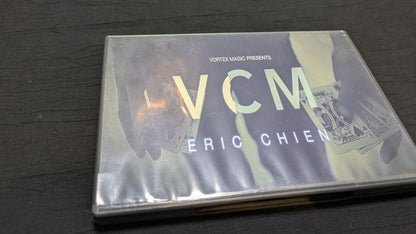 VORTEX MAGIC PRESENTS
VCM
ERIC CHIEN